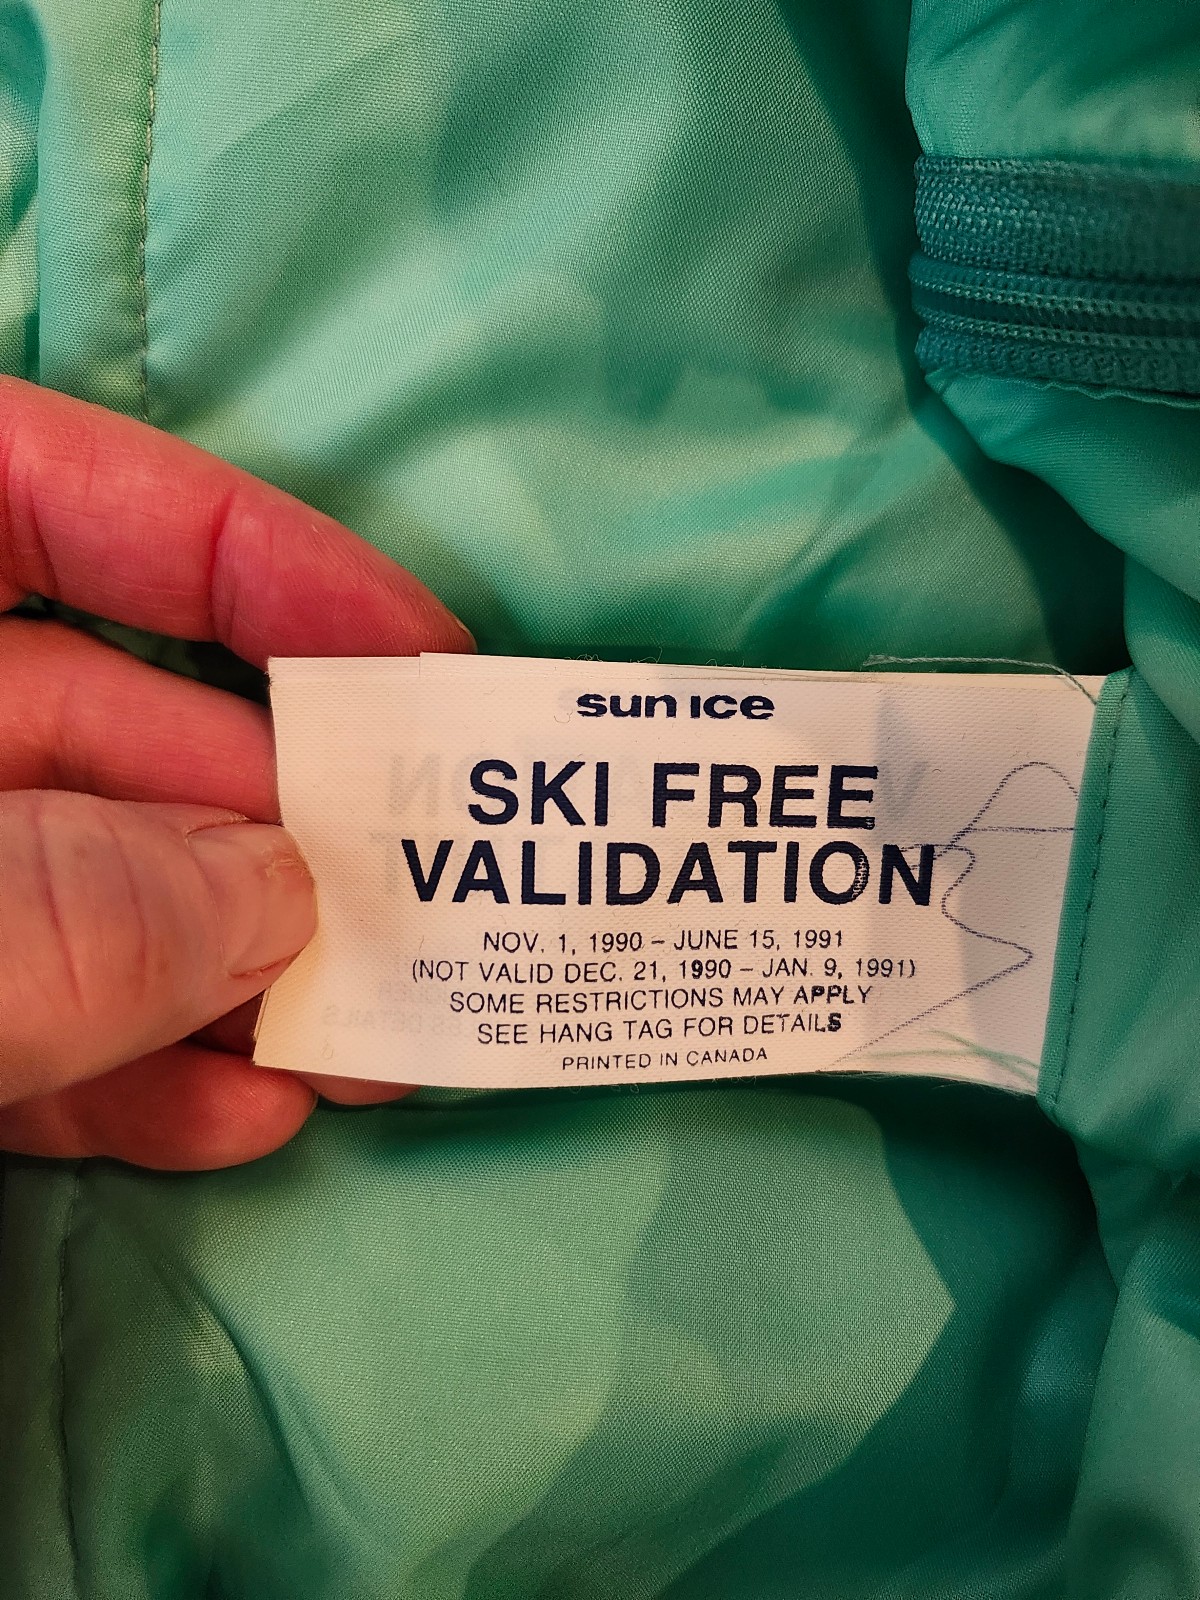 sun ice
SKI FREE
VALIDATION
NOV. 1, 1990 – JUNE 15, 1991
(NOT VALID DEC. 21, 1990 – JAN. 9, 1991)
SOME RESTRICTIONS MAY APPLY
SEE HANG TAG FOR DETAILS
PRINTED IN CANADA